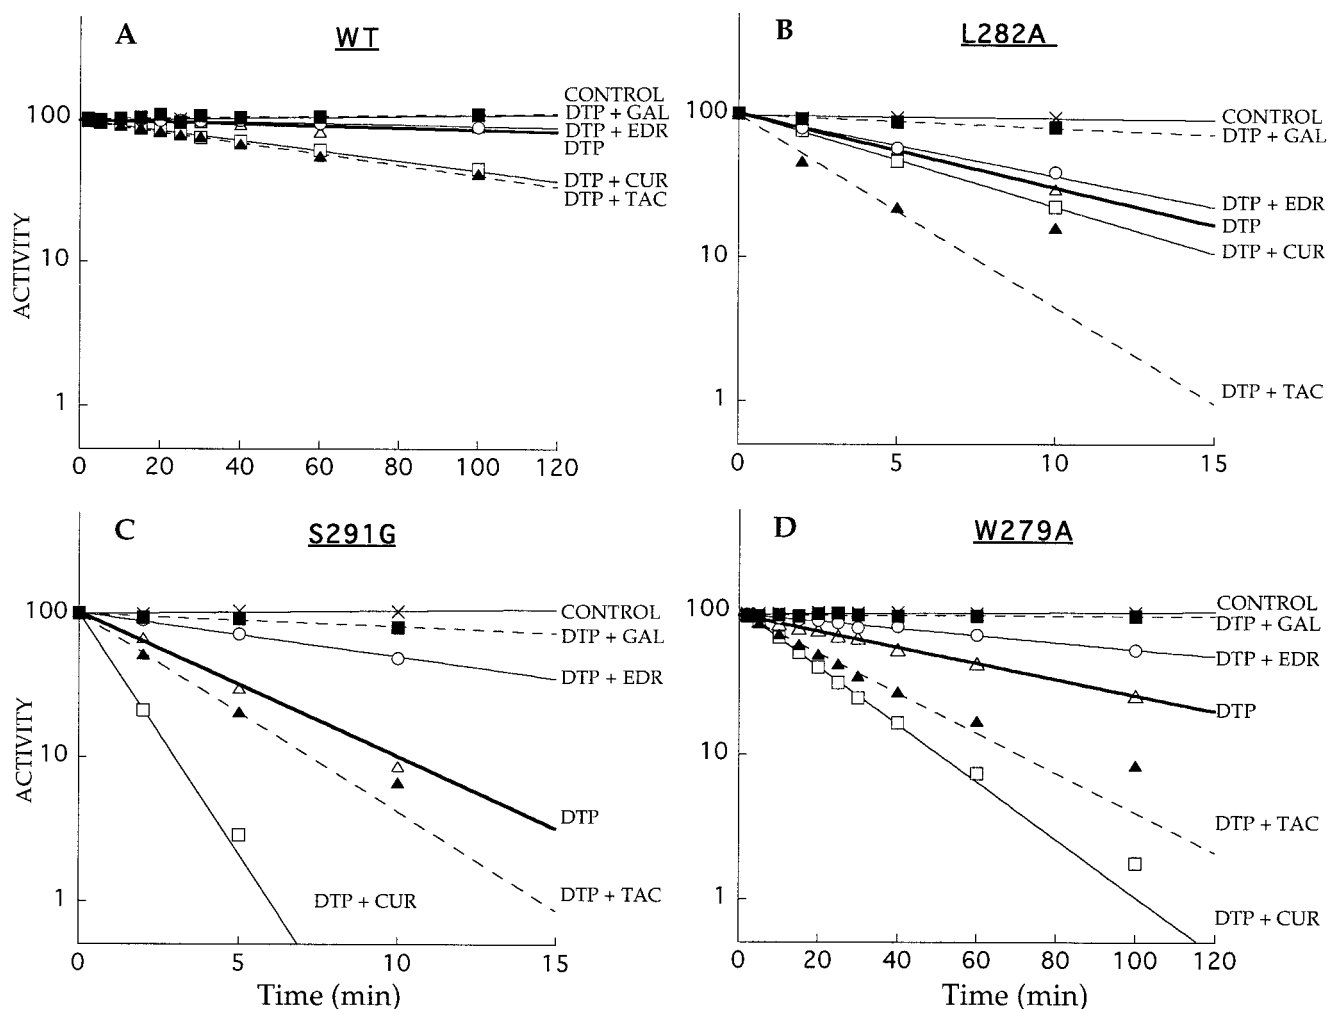 A
WT
100
10
1
ACTIVITY
CONTROL
DTP + GAL
DTP + EDR
DTP
DTP + CUR
DTP + TAC
0 20 40 60 80 100 120
B
L282A
100
10
1
CONTROL
DTP + GAL
DTP + EDR
DTP
DTP + CUR
DTP + TAC
0 5 10 15
C
S291G
100
10
1
ACTIVITY
CONTROL
DTP + GAL
DTP + EDR
DTP
DTP + TAC
DTP + CUR
0 5 10 15
Time (min)
D
W279A
100
10
1
CONTROL
DTP + GAL
DTP + EDR
DTP
DTP + TAC
DTP + CUR
0 20 40 60 80 100 120
Time (min)